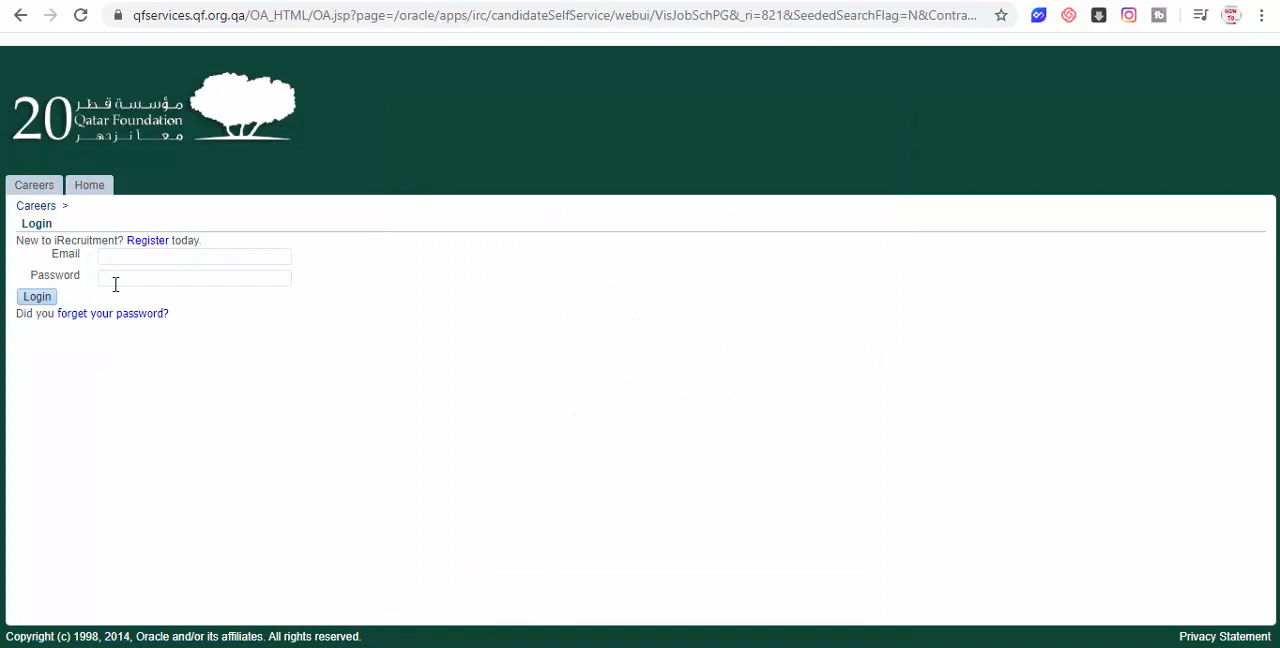 qfservices.qf.org.qa/OA_HTML/OA.jsp?page=/oracle/apps/irc/candidateSelfService/webui/VisJobSchPG&_ri=821&SeededSearchFlag=N&Contra...
20
مؤسسة قطر
Qatar Foundation
معاً نزدهر
Careers Home
Careers >
Login
New to iRecruitment? Register today.
Email
Password
Login
Did you forget your password?
Copyright (c) 1998, 2014, Oracle and/or its affiliates. All rights reserved. Privacy Statement